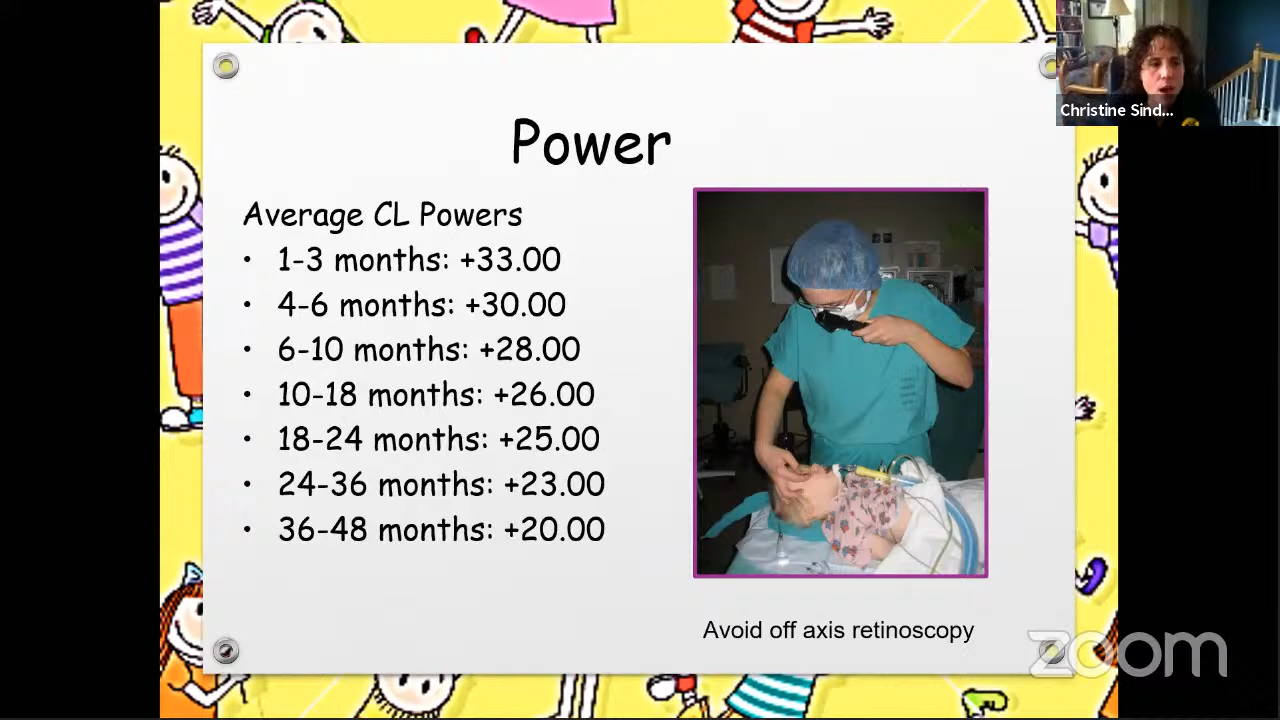 Power
Christine Sind...
Average CL Powers
• 1-3 months: +33.00
• 4-6 months: +30.00
• 6-10 months: +28.00
• 10-18 months: +26.00
• 18-24 months: +25.00
• 24-36 months: +23.00
• 36-48 months: +20.00
Avoid off axis retinoscopy
zoom